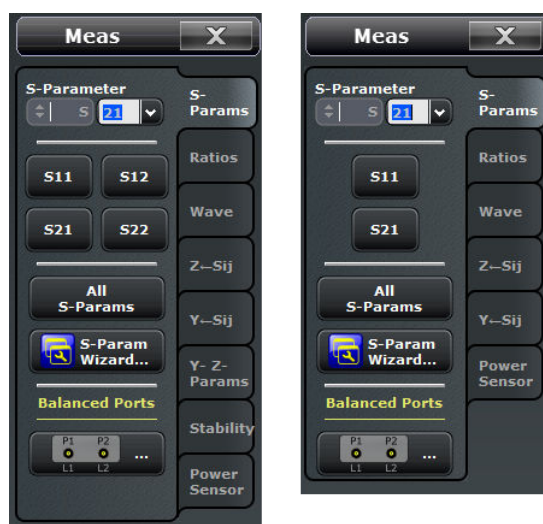 Meas
X
S-Parameter
S 21
S11
S12
S21
S22
All
S-Params
S-Param
Wizard...
Balanced Ports
P1 P2
L1 L2
...
S-
Params
Ratios
Wave
Z←Sij
Y←Sij
Y- Z-
Params
Stability
Power
Sensor
Meas
X
S-Parameter
S 21
S11
S21
All
S-Params
S-Param
Wizard...
Balanced Ports
P1 P2
L1 L2
...
S-
Params
Ratios
Wave
Z←Sij
Y←Sij
Power
Sensor